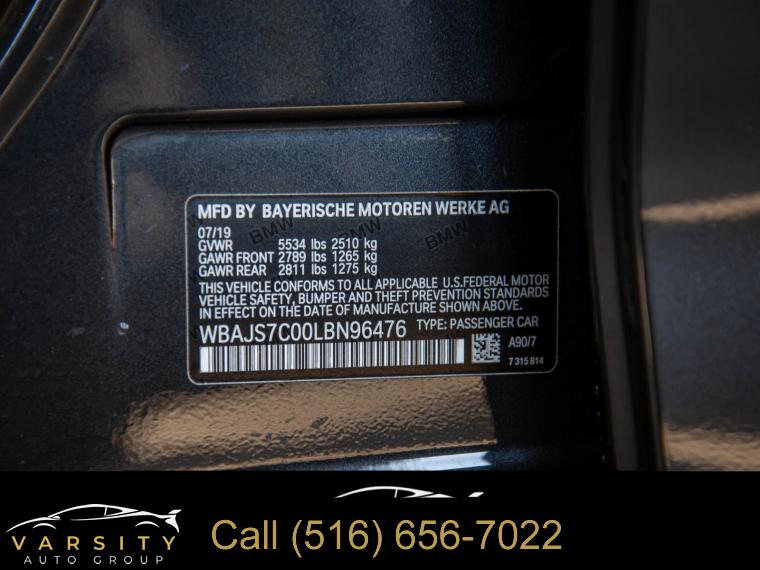 MFD BY BAYERISCHE MOTOREN WERKE AG
07/19
GVWR 5534 lbs 2510 kg
GAWR FRONT 2789 lbs 1265 kg
GAWR REAR 2811 lbs 1275 kg
THIS VEHICLE CONFORMS TO ALL APPLICABLE U.S.FEDERAL MOTOR
VEHICLE SAFETY, BUMPER AND THEFT PREVENTION STANDARDS
IN EFFECT ON THE DATE OF MANUFACTURE SHOWN ABOVE.
WBAJS7C00LBN96476 TYPE: PASSENGER CAR
A90/7
7 315 814
BMW
BMW
BMW
VARSITY
AUTO GROUP
Call (516) 656-7022